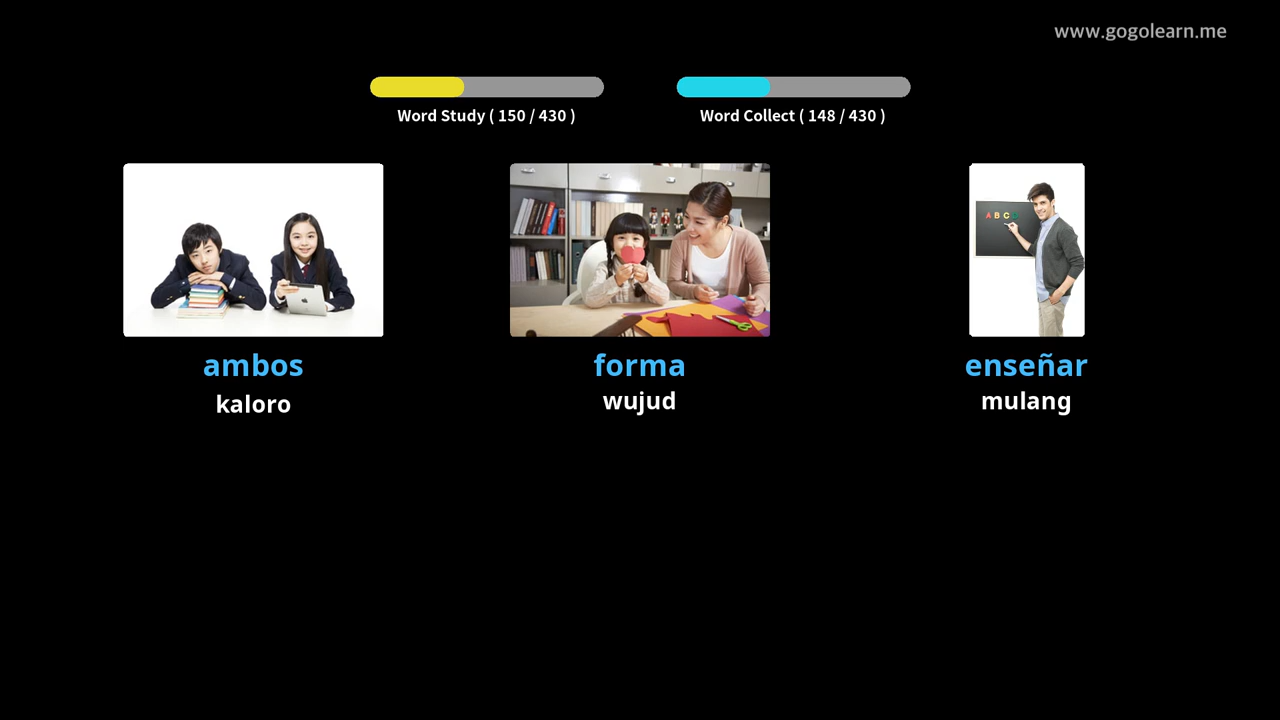 www.gogolearn.me
Word Study ( 150 / 430 )
Word Collect ( 148 / 430 )
A B C D
ambos
forma
enseñar
kaloro
wujud
mulang